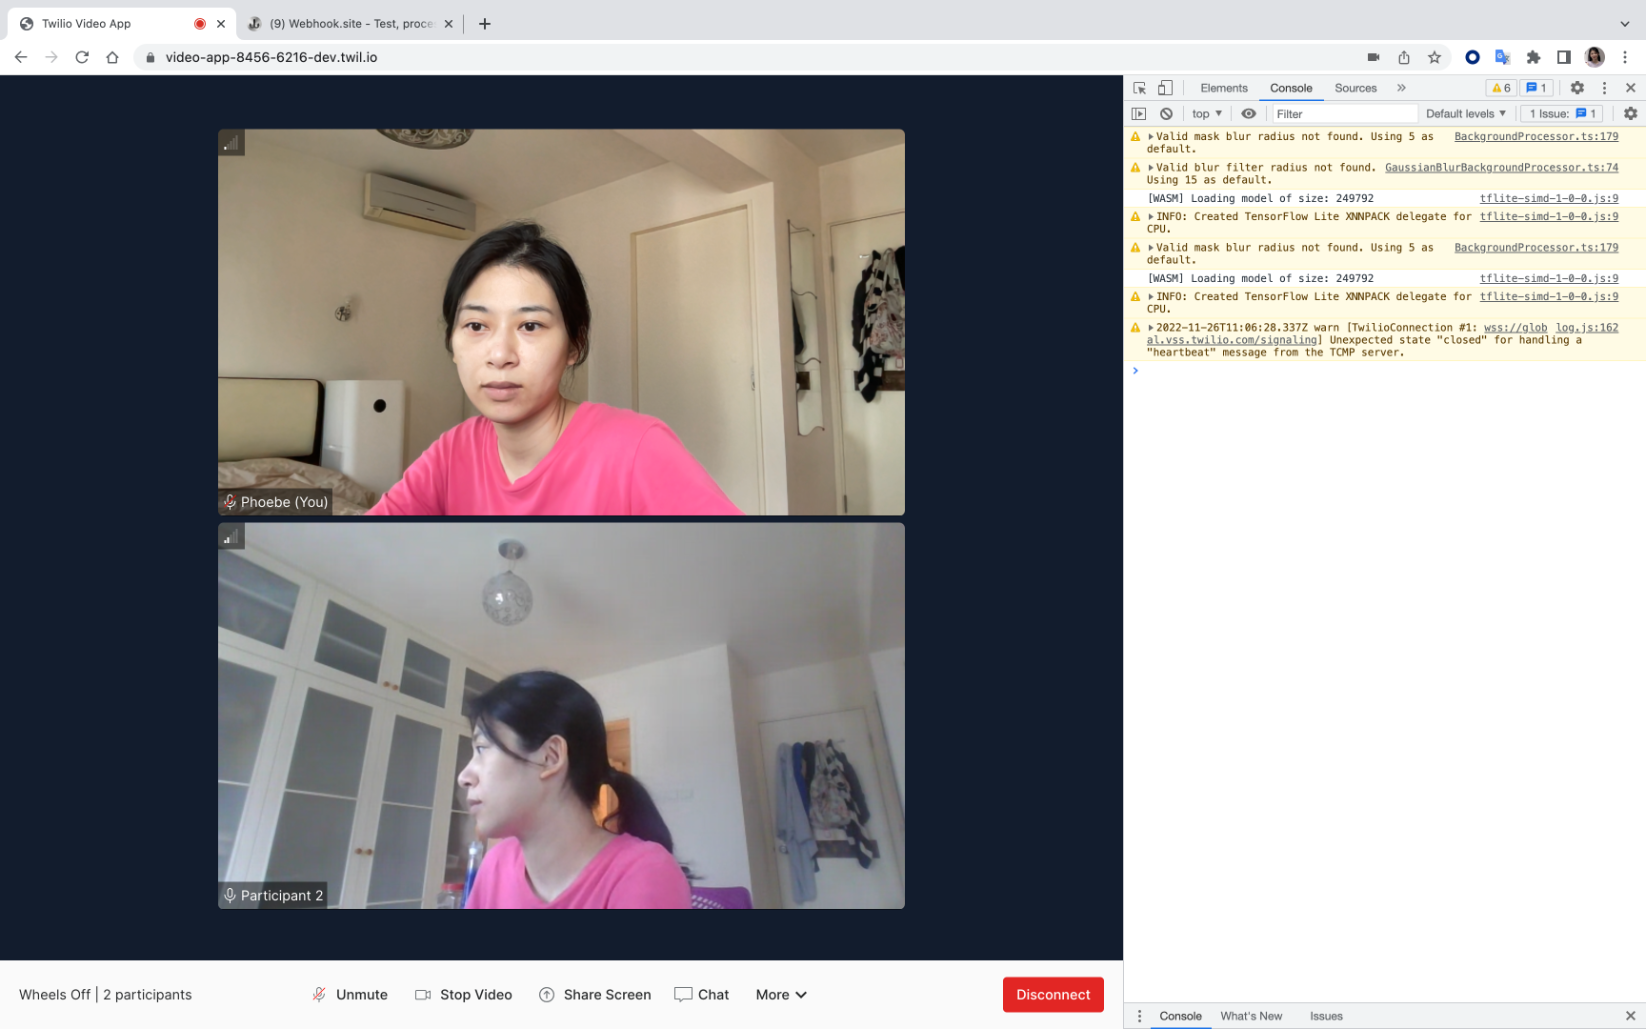 Twilio Video App
(9) Webhook.site - Test, proce
video-app-8456-6216-dev.twil.io
Phoebe (You)
Participant 2
Wheels Off | 2 participants
Unmute
Stop Video
Share Screen
Chat
More
Disconnect
Elements
Console
Sources
6
1
top
Filter
Default levels
1 Issue:
1
Valid mask blur radius not found. Using 5 as BackgroundProcessor.ts:179
default.
Valid blur filter radius not found. GaussianBlurBackgroundProcessor.ts:74
Using 15 as default.
[WASM] Loading model of size: 249792 tflite-simd-1-0-0.js:9
INFO: Created TensorFlow Lite XNNPACK delegate for tflite-simd-1-0-0.js:9
CPU.
Valid mask blur radius not found. Using 5 as BackgroundProcessor.ts:179
default.
[WASM] Loading model of size: 249792 tflite-simd-1-0-0.js:9
INFO: Created TensorFlow Lite XNNPACK delegate for tflite-simd-1-0-0.js:9
CPU.
2022-11-26T11:06:28.337Z warn [TwilioConnection #1: wss://glob log.js:162
al.vss.twilio.com/signaling] Unexpected state "closed" for handling a
"heartbeat" message from the TCMP server.
Console
What's New
Issues